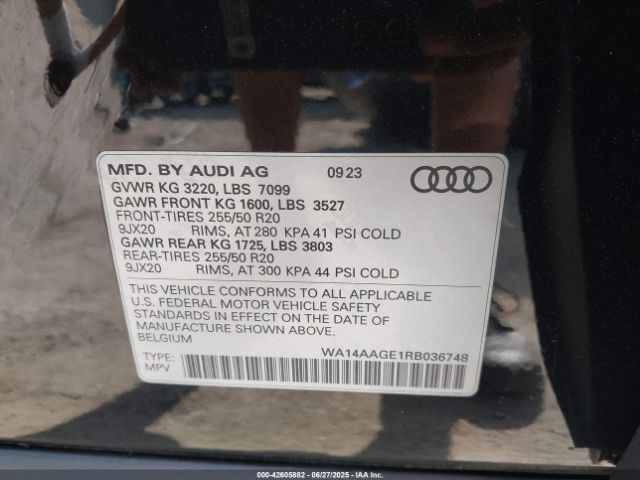 MFD. BY AUDI AG 0923
GVWR KG 3220, LBS 7099
GAWR FRONT KG 1600, LBS 3527
FRONT-TIRES 255/50 R20
9JX20 RIMS, AT 280 KPA 41 PSI COLD
GAWR REAR KG 1725, LBS 3803
REAR-TIRES 255/50 R20
9JX20 RIMS, AT 300 KPA 44 PSI COLD
THIS VEHICLE CONFORMS TO ALL APPLICABLE
U.S. FEDERAL MOTOR VEHICLE SAFETY
STANDARDS IN EFFECT ON THE DATE OF
MANUFACTURE SHOWN ABOVE.
BELGIUM
WA14AAGE1RB036748
TYPE:
MPV
000-42605882 - 06/27/2025 - IAA Inc.